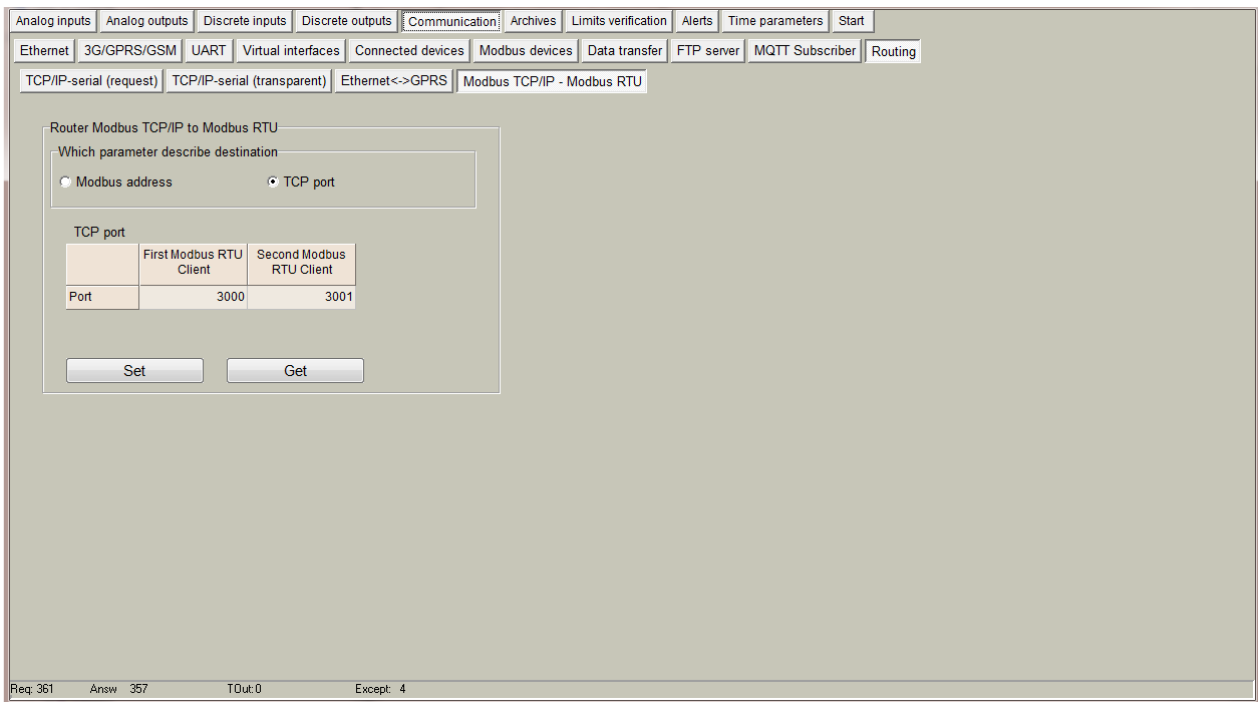 Analog inputs Analog outputs Discrete inputs Discrete outputs Communication Archives Limits verification Alerts Time parameters Start
Ethernet 3G/GPRS/GSM UART Virtual interfaces Connected devices Modbus devices Data transfer FTP server MQTT Subscriber Routing
TCP/IP-serial (request) TCP/IP-serial (transparent) Ethernet<->GPRS Modbus TCP/IP - Modbus RTU
Router Modbus TCP/IP to Modbus RTU
Which parameter describe destination
Modbus address TCP port
TCP port
First Modbus RTU Second Modbus
Client RTU Client
Port 3000 3001
Set Get
Req: 361 Answ 357 TOut:0 Except: 4